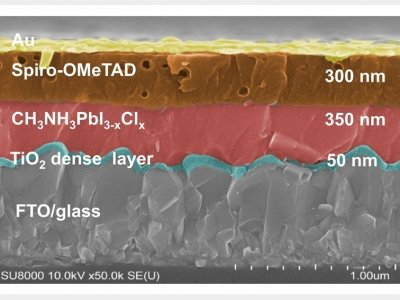 Au
Spiro-OMeTAD 300 nm
CH₃NH₃PbI₃₋ₓClₓ 350 nm
TiO₂ dense layer 50 nm
FTO/glass
SU8000 10.0kV x50.0k SE(U) 1.00um